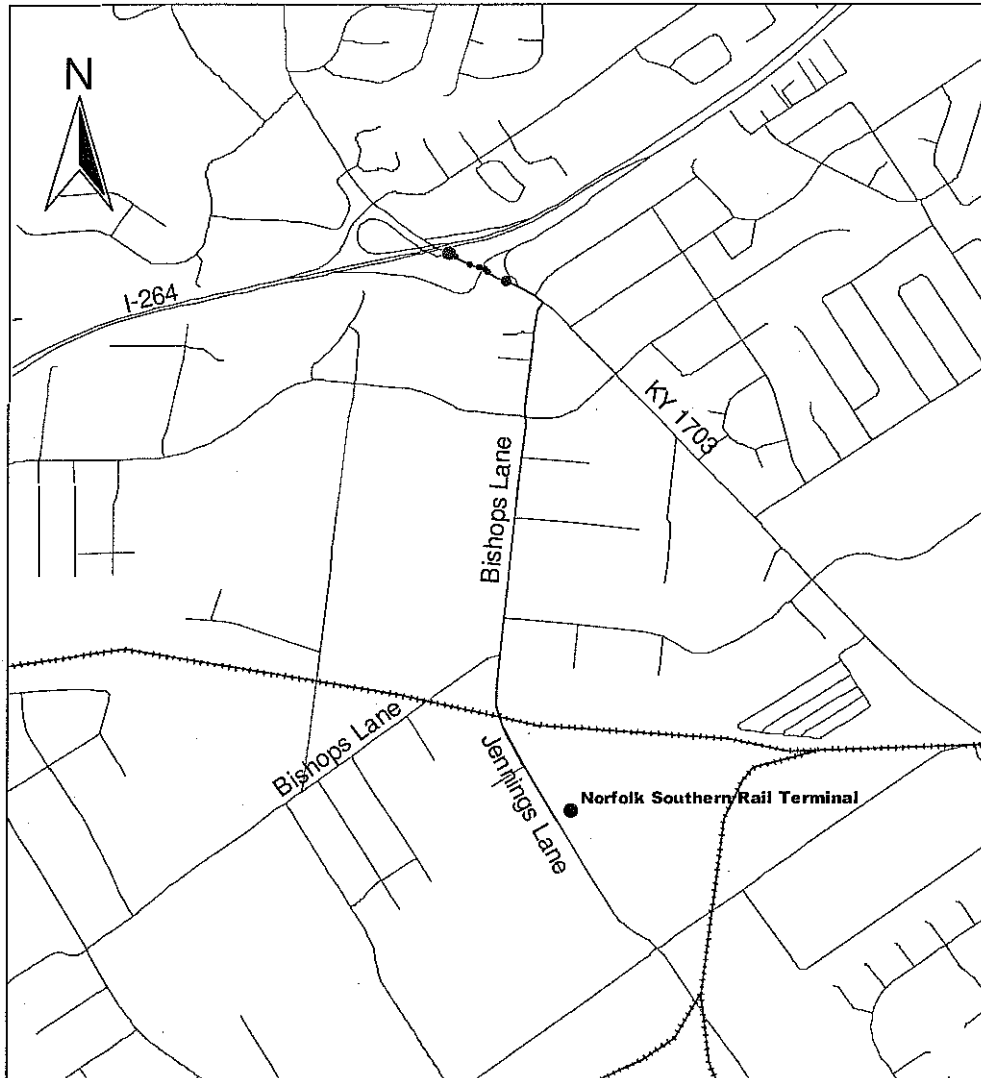 N
I-264
KY 1703
Bishops Lane
Bishops Lane
Jennings Lane
Norfolk Southern Rail Terminal